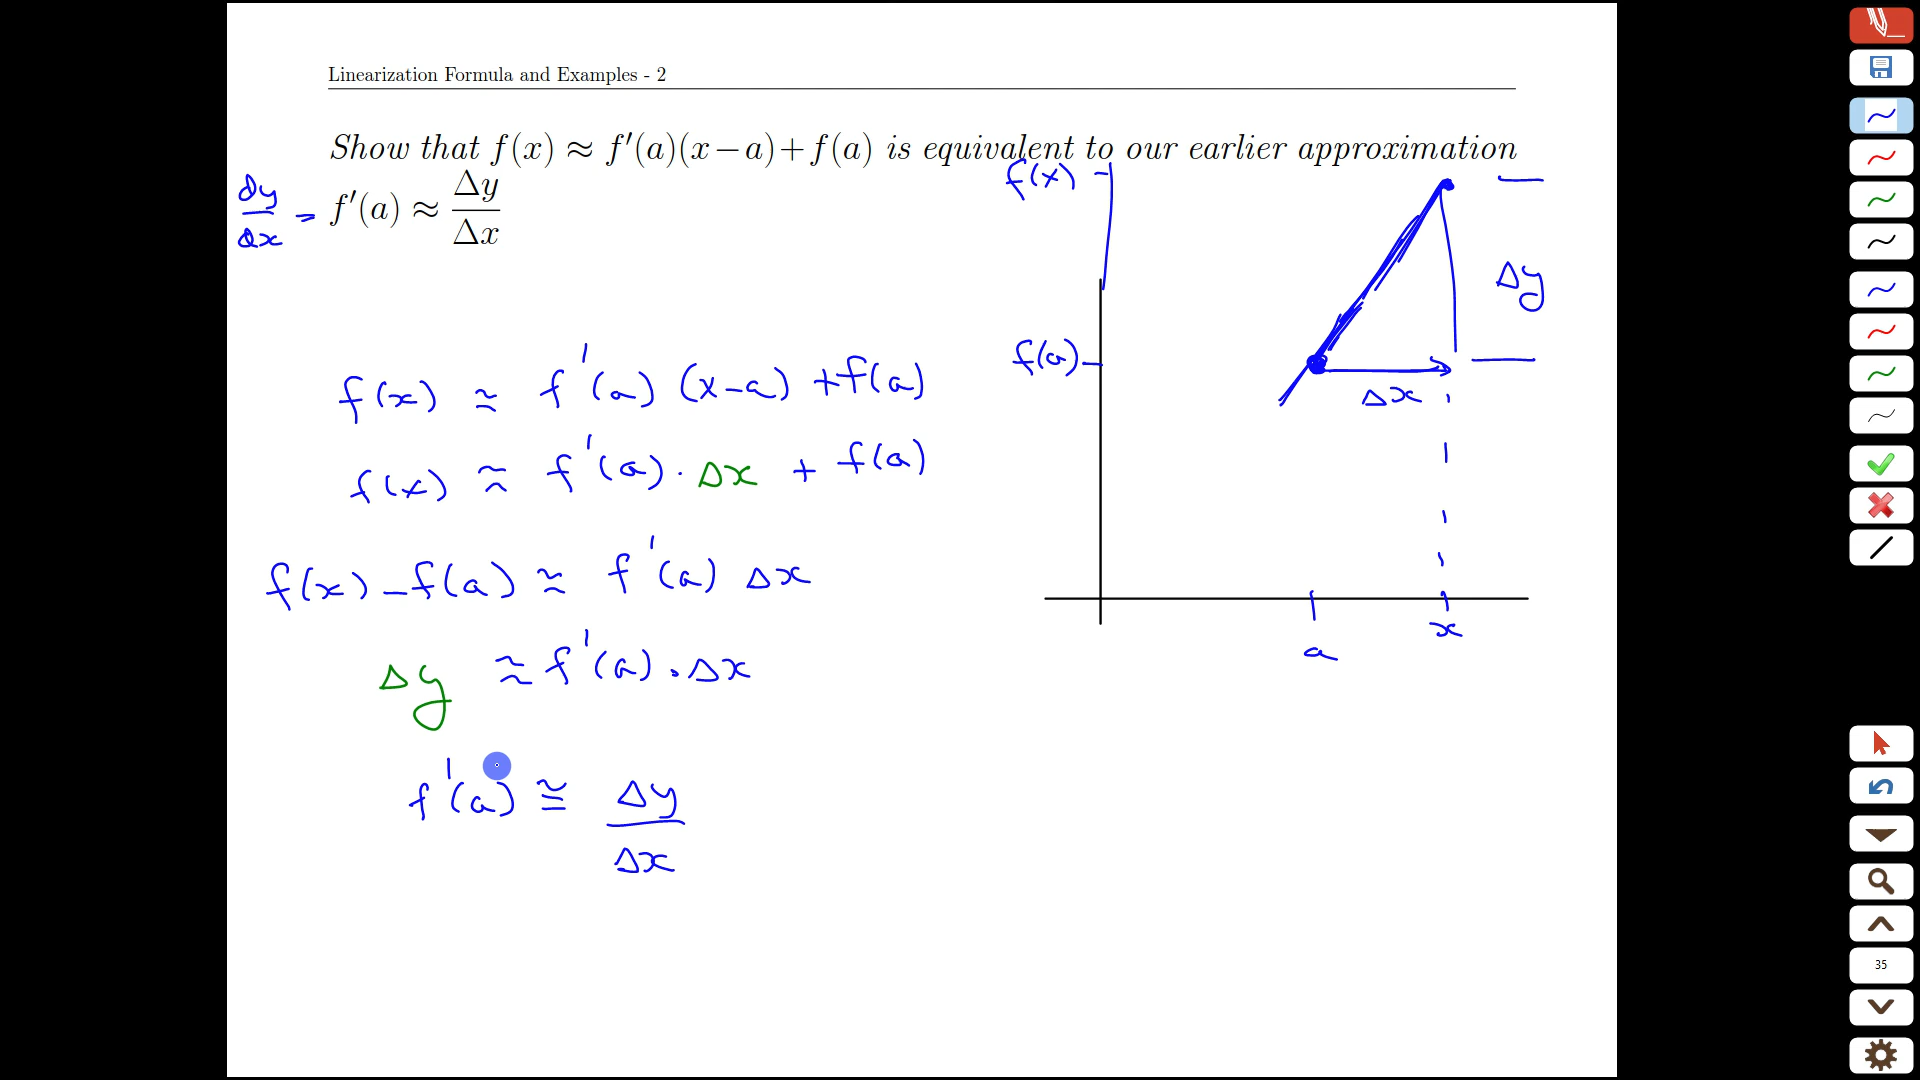 Linearization Formula and Examples - 2
Show that f(x) ≈ f′(a)(x−a)+f(a) is equivalent to our earlier approximation
dy/dx = f′(a) ≈ Δy/Δx
f(x)
Δy
f(a)
Δx
f(x) ≈ f'(a) (x-a) + f(a)
f(x) ≈ f'(a) · Δx + f(a)
f(x) - f(a) ≈ f'(a) Δx
x
a
Δy ≈ f'(a) · Δx
f'(a) ≅ Δy/Δx
35